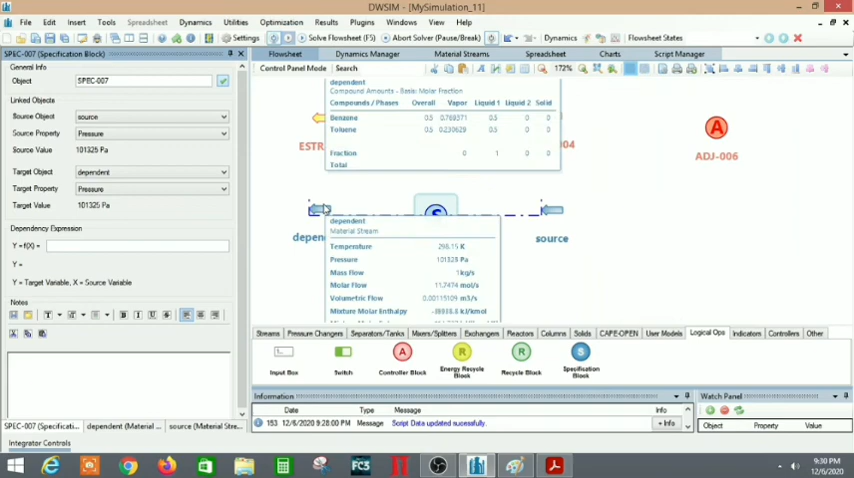 DWSIM - [MySimulation_11]
File Edit Insert Tools Spreadsheet Dynamics Utilities Optimization Results Plugins Windows View Help
Settings Solve Flowsheet (F5) Abort Solver (Pause/Break) Dynamics Flowsheet States
SPEC-007 (Specification Block)
General Info
Object SPEC-007
Linked Objects
Source Object source
Source Property Pressure
Source Value 101325 Pa
Target Object dependent
Target Property Pressure
Target Value 101325 Pa
Dependency Expression
Y = f(X) =
Y =
Y = Target Variable, X = Source Variable
Notes
SPEC-007 (Specificati... dependent (Material ... source (Material Stre...
Integrator Controls
Flowsheet Dynamics Manager Material Streams Spreadsheet Charts Script Manager
Control Panel Mode Search 172%
dependent
Compound Amounts - Basis: Molar Fraction
Compounds / Phases Overall Vapor Liquid 1 Liquid 2 Solid
Benzene 0.5 0.769371 0.5 0 0
Toluene 0.5 0.230629 0.5 0 0
Fraction 0 1 0 0
Total
ESTR
004
A
ADJ-006
S
depen
source
dependent
Material Stream
Temperature 298.15 K
Pressure 101325 Pa
Mass Flow 1 kg/s
Molar Flow 11.7474 mol/s
Volumetric Flow 0.00115109 m3/s
Mixture Molar Enthalpy -38938.8 kJ/kmol
Streams Pressure Changers Separators/Tanks Mixers/Splitters Exchangers Reactors Columns Solids CAPE-OPEN User Models Logical Ops Indicators Controllers Other
A R R S
Input Box Switch Controller Block Energy Recycle Block Recycle Block Specification Block
Information
Date Type Message Info
153 12/6/2020 9:28:00 PM Message Script Data updated sucessfully. + Info
Watch Panel
Object Property Value
FC3
9:30 PM
12/6/2020